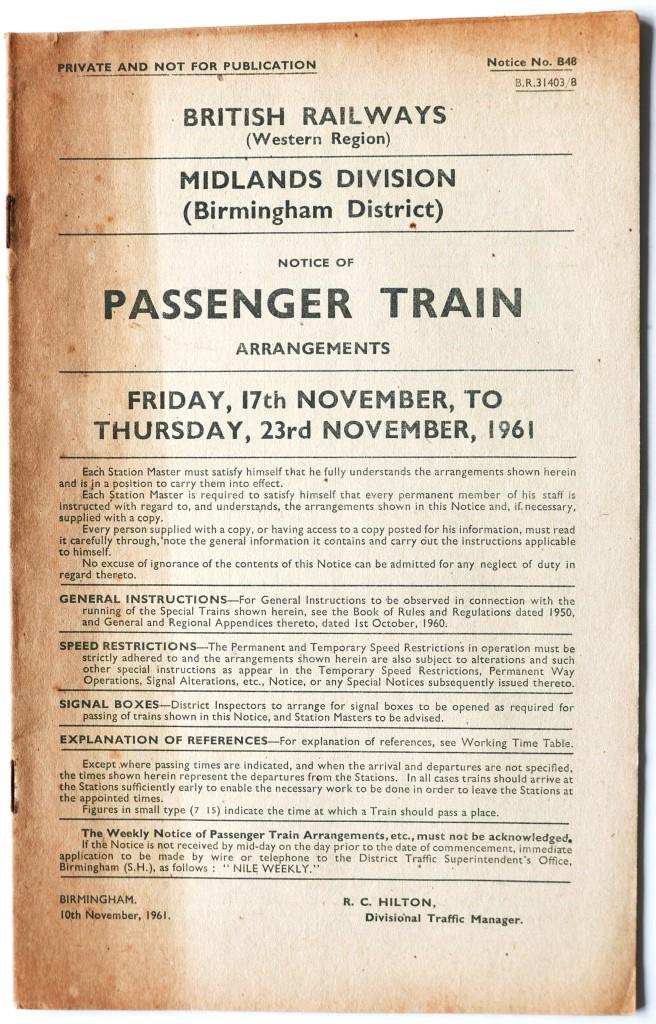 PRIVATE AND NOT FOR PUBLICATION
Notice No. B48
B.R.31403/8
BRITISH RAILWAYS
(Western Region)
MIDLANDS DIVISION
(Birmingham District)
NOTICE OF
PASSENGER TRAIN
ARRANGEMENTS
FRIDAY, 17th NOVEMBER, TO
THURSDAY, 23rd NOVEMBER, 1961
Each Station Master must satisfy himself that he fully understands the arrangements shown herein
and is in a position to carry them into effect.
Each Station Master is required to satisfy himself that every permanent member of his staff is
instructed with regard to, and understands, the arrangements shown in this Notice and, if necessary,
supplied with a copy.
Every person supplied with a copy, or having access to a copy posted for his information, must read
it carefully through, note the general information it contains and carry out the instructions applicable
to himself.
No excuse of ignorance of the contents of this Notice can be admitted for any neglect of duty in
regard thereto.
GENERAL INSTRUCTIONS—For General Instructions to be observed in connection with the
running of the Special Trains shown herein, see the Book of Rules and Regulations dated 1950,
and General and Regional Appendices thereto, dated 1st October, 1960.
SPEED RESTRICTIONS—The Permanent and Temporary Speed Restrictions in operation must be
strictly adhered to and the arrangements shown herein are also subject to alterations and such
other special instructions as appear in the Temporary Speed Restrictions, Permanent Way
Operations, Signal Alterations, etc., Notice, or any Special Notices subsequently issued thereto.
SIGNAL BOXES—District Inspectors to arrange for signal boxes to be opened as required for
passing of trains shown in this Notice, and Station Masters to be advised.
EXPLANATION OF REFERENCES—For explanation of references, see Working Time Table.
Except where passing times are indicated, and when the arrival and departures are not specified,
the times shown herein represent the departures from the Stations. In all cases trains should arrive at
the Stations sufficiently early to enable the necessary work to be done in order to leave the Stations at
the appointed times.
Figures in small type (7 15) indicate the time at which a Train should pass a place.
The Weekly Notice of Passenger Train Arrangements, etc., must not be acknowledged.
If the Notice is not received by mid-day on the day prior to the date of commencement, immediate
application to be made by wire or telephone to the District Traffic Superintendent's Office,
Birmingham (S.H.), as follows : " NILE WEEKLY."
BIRMINGHAM.
10th November, 1961.
R. C. HILTON,
Divisional Traffic Manager.